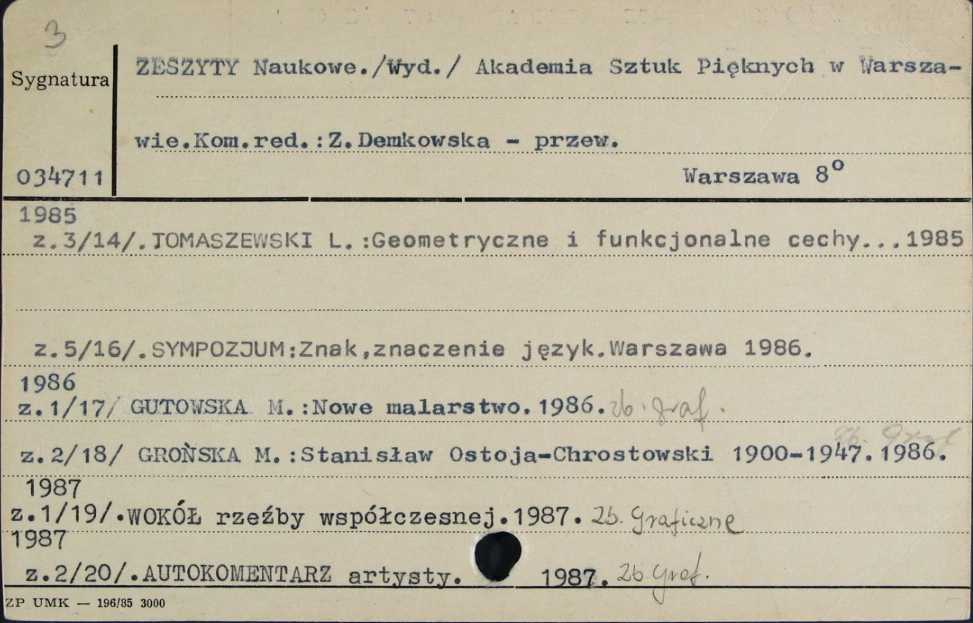 3
Sygnatura
ZESZYTY Naukowe./Wyd./ Akademia Sztuk Pięknych w Warsza-
wie.Kom.red.:Z.Demkowska - przew.
034711
Warszawa 8º
1985
z.3/14/.TOMASZEWSKI L.:Geometryczne i funkcjonalne cechy...1985
z.5/16/.SYMPOZJUM:Znak,znaczenie język.Warszawa 1986.
1986
z.1/17/ GUTOWSKA M.:Nowe malarstwo.1986. zb. graf.
zb. Graf
z.2/18/ GROŃSKA M.:Stanisław Ostoja-Chrostowski 1900-1947.1986.
1987
z.1/19/.WOKÓŁ rzeźby współczesnej.1987. zb. graficzne
1987
z.2/20/.AUTOKOMENTARZ artysty. 1987. zb graf.
ZP UMK — 196/85 3000